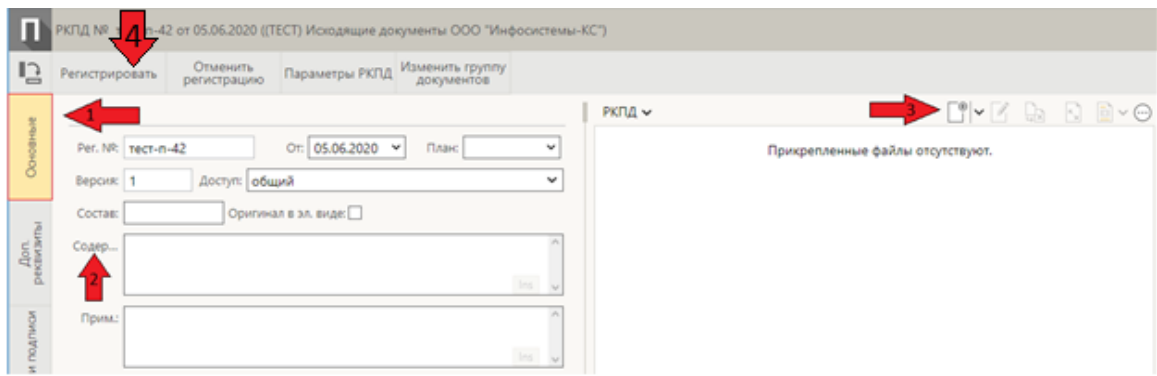 П РКПД № т п-42 от 05.06.2020 ((ТЕСТ) Исходящие документы ООО "Инфосистемы-КС")
4
Регистрировать
Отменить
регистрацию
Параметры РКПД
Изменить группу
документов
Основные
1
Рег. №: тест-п-42 От: 05.06.2020 План:
Версия: 1 Доступ: общий
Состав: Оригинал в эл. виде:
Содер...
2
Ins
Прим.:
Ins
Доп.
реквизиты
и подписи
РКПД
3
Прикрепленные файлы отсутствуют.